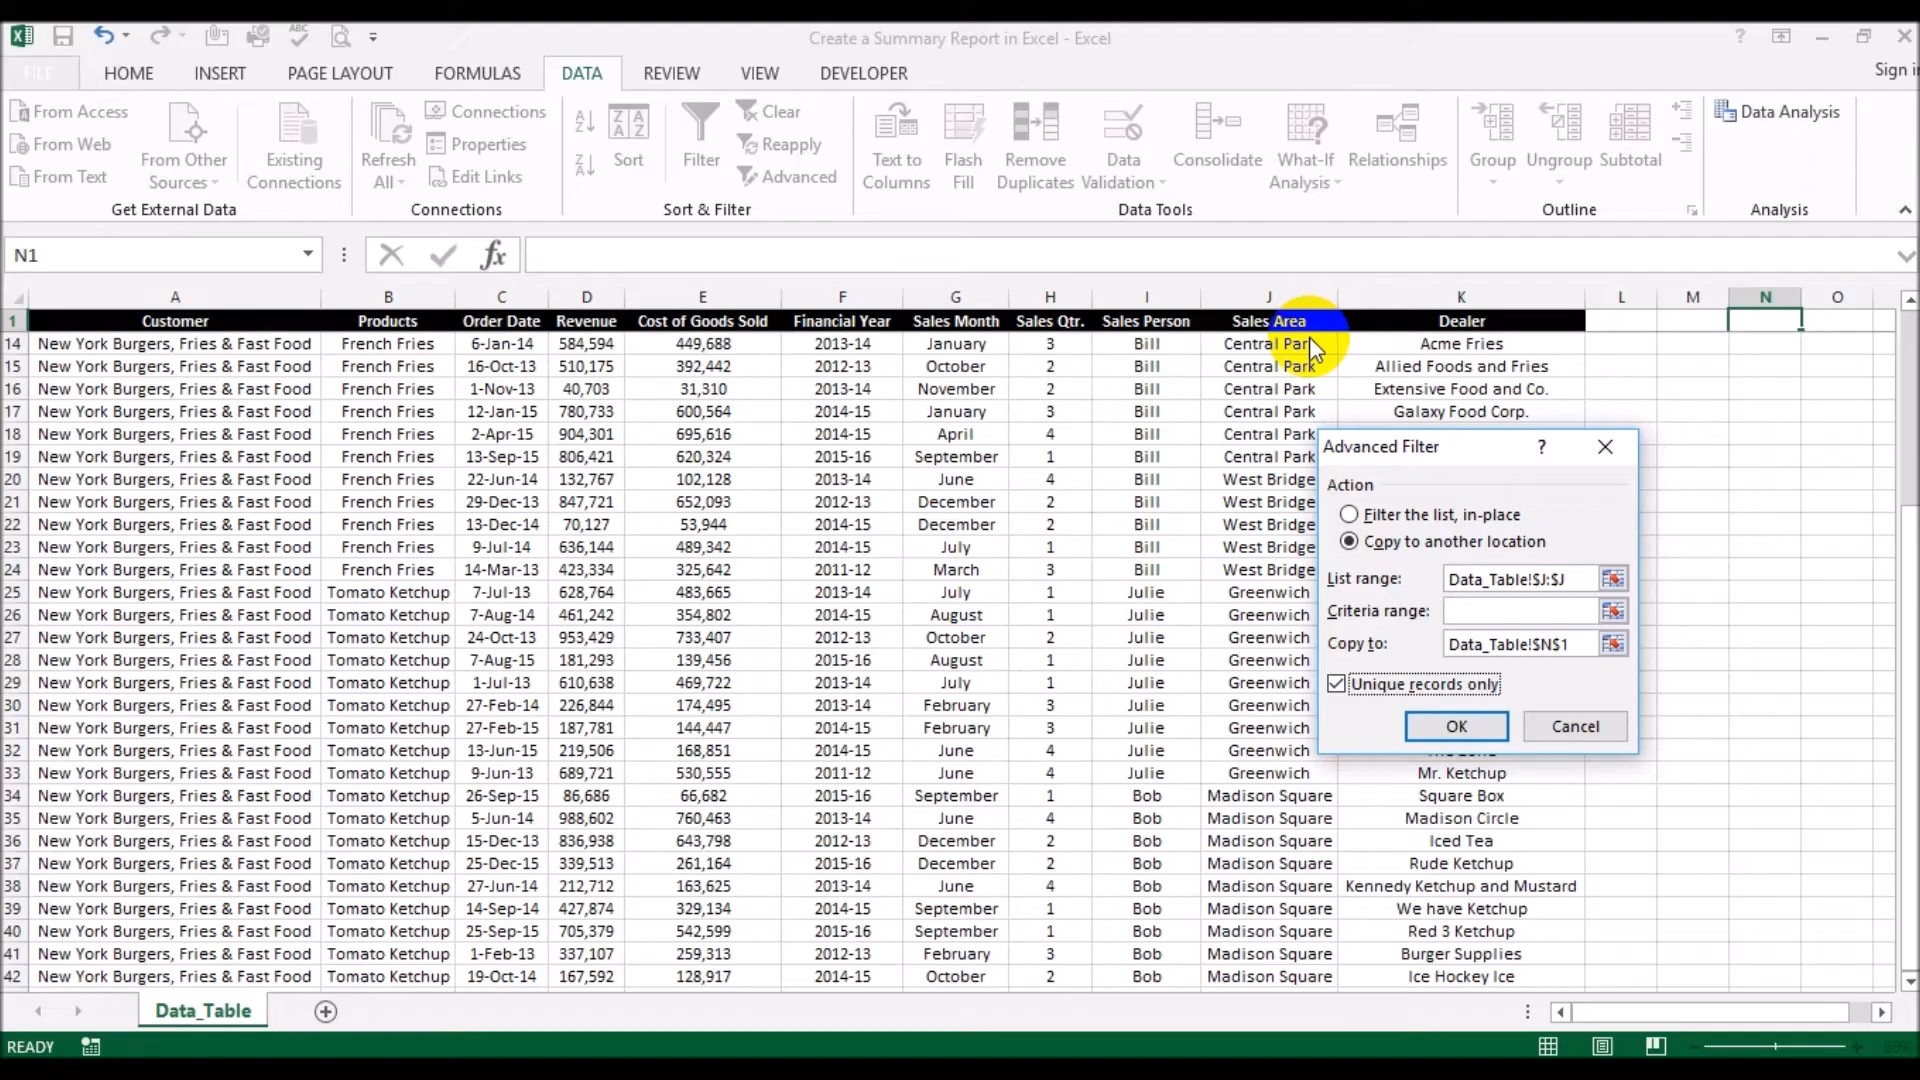 Create a Summary Report in Excel - Excel
Sign in
FILE HOME INSERT PAGE LAYOUT FORMULAS DATA REVIEW VIEW DEVELOPER
From Access
From Web
From Text
From Other Sources
Existing Connections
Get External Data
Refresh All
Connections
Properties
Edit Links
Connections
Sort
Filter
Clear
Reapply
Advanced
Sort & Filter
Text to Columns
Flash Fill
Remove Duplicates
Data Validation
Consolidate
What-If Analysis
Relationships
Data Tools
Group
Ungroup
Subtotal
Outline
Data Analysis
Analysis
N1
fx
A B C D E F G H I J K L M N O
1 Customer Products Order Date Revenue Cost of Goods Sold Financial Year Sales Month Sales Qtr. Sales Person Sales Area Dealer
14 New York Burgers, Fries & Fast Food French Fries 6-Jan-14 584,594 449,688 2013-14 January 3 Bill Central Park Acme Fries
15 New York Burgers, Fries & Fast Food French Fries 16-Oct-13 510,175 392,442 2012-13 October 2 Bill Central Park Allied Foods and Fries
16 New York Burgers, Fries & Fast Food French Fries 1-Nov-13 40,703 31,310 2013-14 November 2 Bill Central Park Extensive Food and Co.
17 New York Burgers, Fries & Fast Food French Fries 12-Jan-15 780,733 600,564 2014-15 January 3 Bill Central Park Galaxy Food Corp.
18 New York Burgers, Fries & Fast Food French Fries 2-Apr-15 904,301 695,616 2014-15 April 4 Bill Central Park
19 New York Burgers, Fries & Fast Food French Fries 13-Sep-15 806,421 620,324 2015-16 September 1 Bill Central Park
20 New York Burgers, Fries & Fast Food French Fries 22-Jun-14 132,767 102,128 2013-14 June 4 Bill West Bridge
21 New York Burgers, Fries & Fast Food French Fries 29-Dec-13 847,721 652,093 2012-13 December 2 Bill West Bridge
22 New York Burgers, Fries & Fast Food French Fries 13-Dec-14 70,127 53,944 2014-15 December 2 Bill West Bridge
23 New York Burgers, Fries & Fast Food French Fries 9-Jul-14 636,144 489,342 2014-15 July 1 Bill West Bridge
24 New York Burgers, Fries & Fast Food French Fries 14-Mar-13 423,334 325,642 2011-12 March 3 Bill West Bridge
25 New York Burgers, Fries & Fast Food Tomato Ketchup 7-Jul-13 628,764 483,665 2013-14 July 1 Julie Greenwich
26 New York Burgers, Fries & Fast Food Tomato Ketchup 7-Aug-14 461,242 354,802 2014-15 August 1 Julie Greenwich
27 New York Burgers, Fries & Fast Food Tomato Ketchup 24-Oct-13 953,429 733,407 2012-13 October 2 Julie Greenwich
28 New York Burgers, Fries & Fast Food Tomato Ketchup 7-Aug-15 181,293 139,456 2015-16 August 1 Julie Greenwich
29 New York Burgers, Fries & Fast Food Tomato Ketchup 1-Jul-13 610,638 469,722 2013-14 July 1 Julie Greenwich
30 New York Burgers, Fries & Fast Food Tomato Ketchup 27-Feb-14 226,844 174,495 2013-14 February 3 Julie Greenwich
31 New York Burgers, Fries & Fast Food Tomato Ketchup 27-Feb-15 187,781 144,447 2014-15 February 3 Julie Greenwich
32 New York Burgers, Fries & Fast Food Tomato Ketchup 13-Jun-15 219,506 168,851 2014-15 June 4 Julie Greenwich
33 New York Burgers, Fries & Fast Food Tomato Ketchup 9-Jun-13 689,721 530,555 2011-12 June 4 Julie Greenwich Mr. Ketchup
34 New York Burgers, Fries & Fast Food Tomato Ketchup 26-Sep-15 86,686 66,682 2015-16 September 1 Bob Madison Square Square Box
35 New York Burgers, Fries & Fast Food Tomato Ketchup 5-Jun-14 988,602 760,463 2013-14 June 4 Bob Madison Square Madison Circle
36 New York Burgers, Fries & Fast Food Tomato Ketchup 15-Dec-13 836,938 643,798 2012-13 December 2 Bob Madison Square Iced Tea
37 New York Burgers, Fries & Fast Food Tomato Ketchup 25-Dec-15 339,513 261,164 2015-16 December 2 Bob Madison Square Rude Ketchup
38 New York Burgers, Fries & Fast Food Tomato Ketchup 27-Jun-14 212,712 163,625 2013-14 June 4 Bob Madison Square Kennedy Ketchup and Mustard
39 New York Burgers, Fries & Fast Food Tomato Ketchup 14-Sep-14 427,874 329,134 2014-15 September 1 Bob Madison Square We have Ketchup
40 New York Burgers, Fries & Fast Food Tomato Ketchup 25-Sep-15 705,379 542,599 2015-16 September 1 Bob Madison Square Red 3 Ketchup
41 New York Burgers, Fries & Fast Food Tomato Ketchup 1-Feb-13 337,107 259,313 2012-13 February 3 Bob Madison Square Burger Supplies
42 New York Burgers, Fries & Fast Food Tomato Ketchup 19-Oct-14 167,592 128,917 2014-15 October 2 Bob Madison Square Ice Hockey Ice
Advanced Filter
Action
Filter the list, in-place
Copy to another location
List range: Data_Table!$J:$J
Criteria range:
Copy to: Data_Table!$N$1
Unique records only
OK Cancel
Data_Table
READY